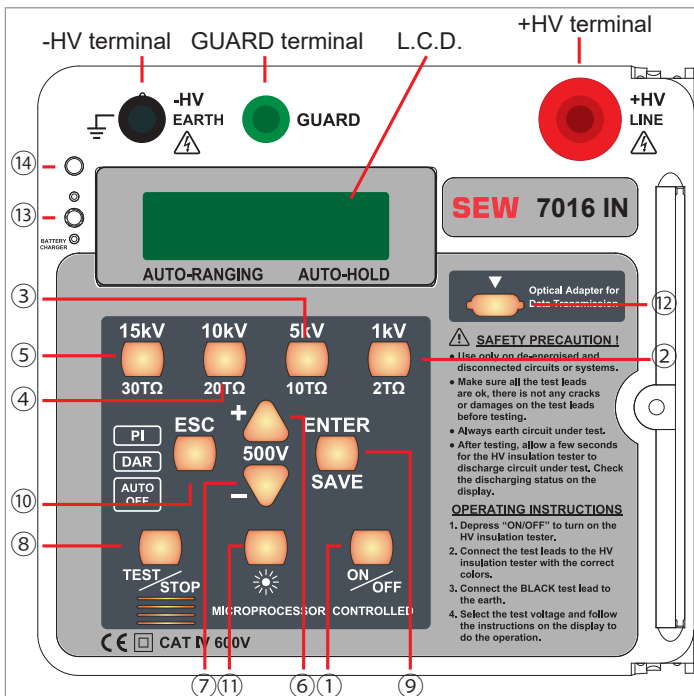 -HV terminal
GUARD terminal
L.C.D.
+HV terminal
-HV
EARTH
GUARD
+HV
LINE
⑭
⑬
BATTERY
CHARGER
SEW 7016 IN
AUTO-RANGING AUTO-HOLD
Optical Adapter for
Data Transmission
⑫
③
15kV 10kV 5kV 1kV
⑤
②
30TΩ 20TΩ 10TΩ 2TΩ
④
PI
DAR
AUTO
OFF
ESC
+
500V
−
ENTER
SAVE
⑩
⑧
TEST/STOP
ON/OFF
MICROPROCESSOR CONTROLLED
CAT IV 600V
CE
⑦ ⑪ ⑥ ① ⑨
SAFETY PRECAUTION !
• Use only on de-energised and
disconnected circuits or systems.
• Make sure all the test leads
are ok, there is not any cracks
or damages on the test leads
before testing.
• Always earth circuit under test.
• After testing, allow a few seconds
for the HV insulation tester to
discharge circuit under test. Check
the discharging status on the
display.
OPERATING INSTRUCTIONS
1. Depress “ON/OFF” to turn on the
HV insulation tester.
2. Connect the test leads to the HV
insulation tester with the correct
colors.
3. Connect the BLACK test lead to
the earth.
4. Select the test voltage and follow
the instructions on the display to
do the operation.